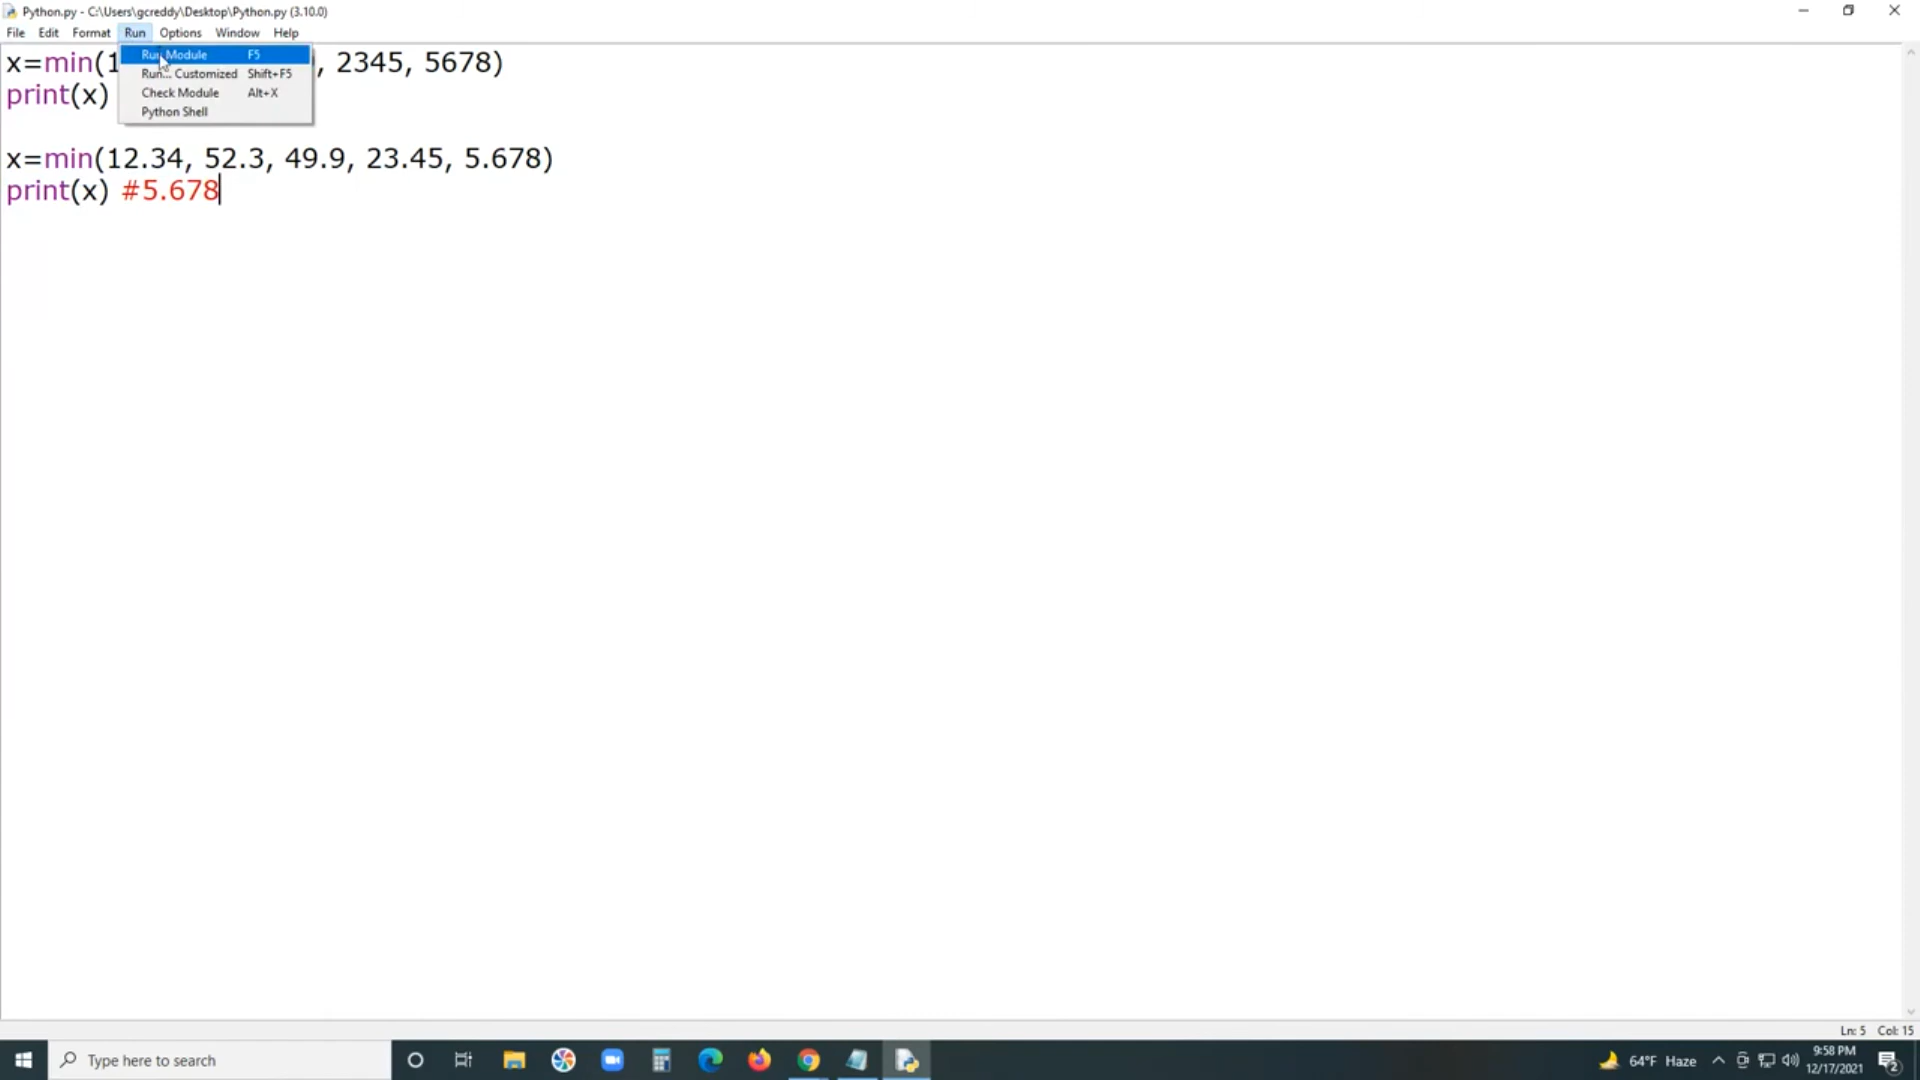 Python.py - C:\Users\gcreddy\Desktop\Python.py (3.10.0)
File Edit Format Run Options Window Help
Run Module F5
Run... Customized Shift+F5
Check Module Alt+X
Python Shell
x=min(1 , 2345, 5678)
print(x)
x=min(12.34, 52.3, 49.9, 23.45, 5.678)
print(x) #5.678
Ln: 5 Col: 15
Type here to search
64°F Haze
9:58 PM
12/17/2021
2